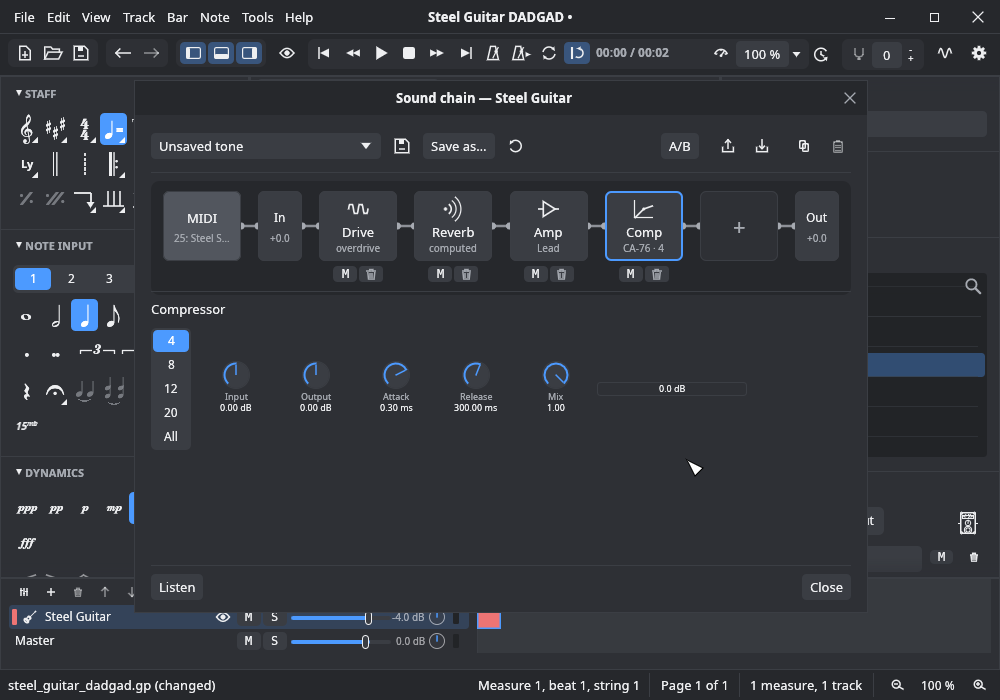 File Edit View Track Bar Note Tools Help
Steel Guitar DADGAD •
00:00 / 00:02
100 %
0
STAFF
Ly
NOTE INPUT
1 2 3
3
15mb
DYNAMICS
ppp pp p mp
fff
Sound chain — Steel Guitar
Unsaved tone
Save as...
A/B
MIDI
25: Steel S...
In
+0.0
Drive
overdrive
Reverb
computed
Amp
Lead
Comp
CA-76 · 4
+
Out
+0.0
M M M M
Compressor
4
8
12
20
All
Input
0.00 dB
Output
0.00 dB
Attack
0.30 ms
Release
300.00 ms
Mix
1.00
0.0 dB
Listen
Close
M
Steel Guitar
M S
-4.0 dB
Master
M S
0.0 dB
steel_guitar_dadgad.gp (changed)
Measure 1, beat 1, string 1
Page 1 of 1
1 measure, 1 track
100 %